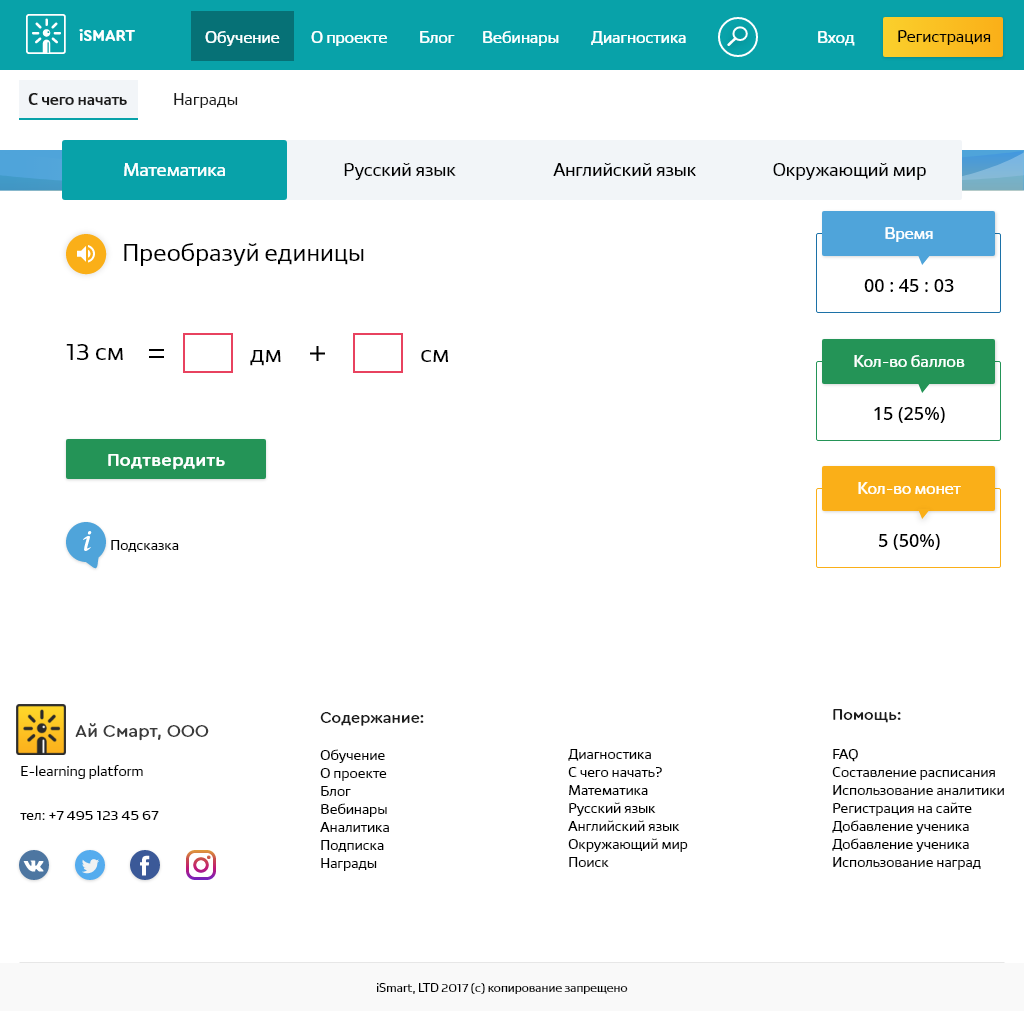 iSMART Обучение О проекте Блог Вебинары Диагностика Вход Регистрация
С чего начать Награды
Математика Русский язык Английский язык Окружающий мир
Преобразуй единицы
13 см = дм + см
Подтвердить
i Подсказка
Время
00 : 45 : 03
Кол-во баллов
15 (25%)
Кол-во монет
5 (50%)
Ай Смарт, ООО
E-learning platform
тел: +7 495 123 45 67
Содержание:
Обучение
О проекте
Блог
Вебинары
Аналитика
Подписка
Награды
Диагностика
С чего начать?
Математика
Русский язык
Английский язык
Окружающий мир
Поиск
Помощь:
FAQ
Составление расписания
Использование аналитики
Регистрация на сайте
Добавление ученика
Добавление ученика
Использование наград
iSmart, LTD 2017 (c) копирование запрещено